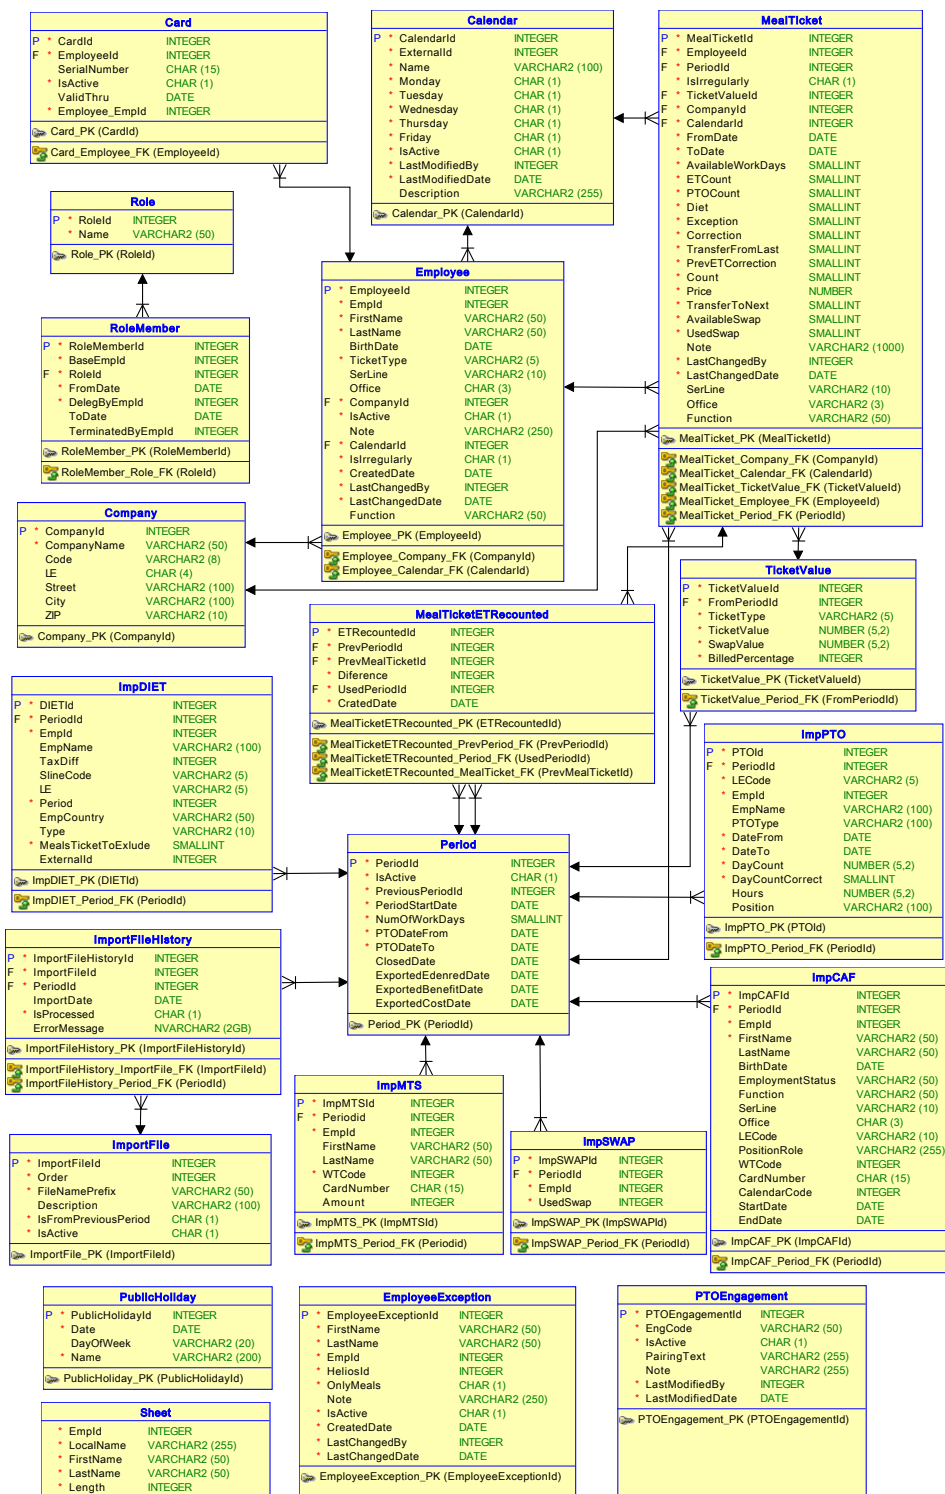 Card
P * CardId INTEGER
F * EmployeeId INTEGER
SerialNumber CHAR (15)
* IsActive CHAR (1)
ValidThru DATE
* Employee_EmpId INTEGER
Card_PK (CardId)
Card_Employee_FK (EmployeeId)
Calendar
P * CalendarId INTEGER
* ExternalId INTEGER
* Name VARCHAR2 (100)
* Monday CHAR (1)
* Tuesday CHAR (1)
* Wednesday CHAR (1)
* Thursday CHAR (1)
* Friday CHAR (1)
* IsActive CHAR (1)
* LastModifiedBy INTEGER
* LastModifiedDate DATE
Description VARCHAR2 (255)
Calendar_PK (CalendarId)
MealTicket
P * MealTicketId INTEGER
F * EmployeeId INTEGER
F * PeriodId INTEGER
* IsIrregularly CHAR (1)
F * TicketValueId INTEGER
F * CompanyId INTEGER
F * CalendarId INTEGER
* FromDate DATE
* ToDate DATE
* AvailableWorkDays SMALLINT
* ETCount SMALLINT
* PTOCount SMALLINT
* Diet SMALLINT
* Exception SMALLINT
* Correction SMALLINT
* TransferFromLast SMALLINT
* PrevETCorrection SMALLINT
* Count SMALLINT
* Price NUMBER
* TransferToNext SMALLINT
* AvailableSwap SMALLINT
* UsedSwap SMALLINT
Note VARCHAR2 (1000)
* LastChangedBy INTEGER
* LastChangedDate DATE
SerLine VARCHAR2 (10)
Office VARCHAR2 (3)
Function VARCHAR2 (50)
MealTicket_PK (MealTicketId)
MealTicket_Company_FK (CompanyId)
MealTicket_Calendar_FK (CalendarId)
MealTicket_TicketValue_FK (TicketValueId)
MealTicket_Employee_FK (EmployeeId)
MealTicket_Period_FK (PeriodId)
Role
P * RoleId INTEGER
* Name VARCHAR2 (50)
Role_PK (RoleId)
Employee
P * EmployeeId INTEGER
* EmpId INTEGER
* FirstName VARCHAR2 (50)
* LastName VARCHAR2 (50)
BirthDate DATE
* TicketType VARCHAR2 (5)
SerLine VARCHAR2 (10)
Office CHAR (3)
F * CompanyId INTEGER
* IsActive CHAR (1)
Note VARCHAR2 (250)
F * CalendarId INTEGER
* IsIrregularly CHAR (1)
* CreatedDate DATE
* LastChangedBy INTEGER
* LastChangedDate DATE
Function VARCHAR2 (50)
Employee_PK (EmployeeId)
Employee_Company_FK (CompanyId)
Employee_Calendar_FK (CalendarId)
RoleMember
P * RoleMemberId INTEGER
* BaseEmpId INTEGER
F * RoleId INTEGER
* FromDate DATE
* DelegByEmpId INTEGER
ToDate DATE
TerminatedByEmpId INTEGER
RoleMember_PK (RoleMemberId)
RoleMember_Role_FK (RoleId)
Company
P * CompanyId INTEGER
* CompanyName VARCHAR2 (50)
Code VARCHAR2 (8)
LE CHAR (4)
Street VARCHAR2 (100)
City VARCHAR2 (100)
ZIP VARCHAR2 (10)
Company_PK (CompanyId)
TicketValue
P * TicketValueId INTEGER
F * FromPeriodId INTEGER
* TicketType VARCHAR2 (5)
* TicketValue NUMBER (5,2)
* SwapValue NUMBER (5,2)
* BilledPercentage INTEGER
TicketValue_PK (TicketValueId)
TicketValue_Period_FK (FromPeriodId)
MealTicketETRecounted
P * ETRecountedId INTEGER
F * PrevPeriodId INTEGER
F * PrevMealTicketId INTEGER
* Diference INTEGER
F * UsedPeriodId INTEGER
* CratedDate DATE
MealTicketETRecounted_PK (ETRecountedId)
MealTicketETRecounted_PrevPeriod_FK (PrevPeriodId)
MealTicketETRecounted_Period_FK (UsedPeriodId)
MealTicketETRecounted_MealTicket_FK (PrevMealTicketId)
ImpDIET
P * DIETId INTEGER
F * PeriodId INTEGER
* EmpId INTEGER
EmpName VARCHAR2 (100)
TaxDiff INTEGER
SlineCode VARCHAR2 (5)
LE VARCHAR2 (5)
* Period INTEGER
EmpCountry VARCHAR2 (50)
Type VARCHAR2 (10)
* MealsTicketToExlude SMALLINT
ExternalId INTEGER
ImpDIET_PK (DIETId)
ImpDIET_Period_FK (PeriodId)
ImpPTO
P * PTOId INTEGER
F * PeriodId INTEGER
* LECode VARCHAR2 (5)
* EmpId INTEGER
EmpName VARCHAR2 (100)
PTOType VARCHAR2 (100)
* DateFrom DATE
* DateTo DATE
* DayCount NUMBER (5,2)
* DayCountCorrect SMALLINT
Hours NUMBER (5,2)
Position VARCHAR2 (100)
ImpPTO_PK (PTOId)
ImpPTO_Period_FK (PeriodId)
Period
P * PeriodId INTEGER
* IsActive CHAR (1)
* PreviousPeriodId INTEGER
* PeriodStartDate DATE
* NumOfWorkDays SMALLINT
* PTODateFrom DATE
* PTODateTo DATE
ClosedDate DATE
ExportedEdenredDate DATE
ExportedBenefitDate DATE
ExportedCostDate DATE
Period_PK (PeriodId)
ImportFileHistory
P * ImportFileHistoryId INTEGER
F * ImportFileId INTEGER
F * PeriodId INTEGER
ImportDate DATE
* IsProcessed CHAR (1)
ErrorMessage NVARCHAR2 (2GB)
ImportFileHistory_PK (ImportFileHistoryId)
ImportFileHistory_ImportFile_FK (ImportFileId)
ImportFileHistory_Period_FK (PeriodId)
ImpCAF
P * ImpCAFId INTEGER
F * PeriodId INTEGER
* EmpId INTEGER
* FirstName VARCHAR2 (50)
LastName VARCHAR2 (50)
BirthDate DATE
EmploymentStatus VARCHAR2 (50)
Function VARCHAR2 (50)
SerLine VARCHAR2 (10)
Office CHAR (3)
LECode VARCHAR2 (10)
PositionRole VARCHAR2 (255)
WTCode INTEGER
CardNumber CHAR (15)
CalendarCode INTEGER
StartDate DATE
EndDate DATE
ImpCAF_PK (ImpCAFId)
ImpCAF_Period_FK (PeriodId)
ImpMTS
P * ImpMTSId INTEGER
F * Periodid INTEGER
* EmpId INTEGER
FirstName VARCHAR2 (50)
LastName VARCHAR2 (50)
* WTCode INTEGER
CardNumber CHAR (15)
Amount INTEGER
ImpMTS_PK (ImpMTSId)
ImpMTS_Period_FK (Periodid)
ImpSWAP
P * ImpSWAPId INTEGER
F * PeriodId INTEGER
* EmpId INTEGER
* UsedSwap INTEGER
ImpSWAP_PK (ImpSWAPId)
ImpSWAP_Period_FK (PeriodId)
ImportFile
P * ImportFileId INTEGER
* Order INTEGER
* FileNamePrefix VARCHAR2 (50)
Description VARCHAR2 (100)
* IsFromPreviousPeriod CHAR (1)
* IsActive CHAR (1)
ImportFile_PK (ImportFileId)
PublicHoliday
P * PublicHolidayId INTEGER
* Date DATE
DayOfWeek VARCHAR2 (20)
* Name VARCHAR2 (200)
PublicHoliday_PK (PublicHolidayId)
EmployeeException
P * EmployeeExceptionId INTEGER
* FirstName VARCHAR2 (50)
* LastName VARCHAR2 (50)
* EmpId INTEGER
* HeliosId INTEGER
* OnlyMeals CHAR (1)
Note VARCHAR2 (250)
* IsActive CHAR (1)
* CreatedDate DATE
* LastChangedBy INTEGER
* LastChangedDate DATE
EmployeeException_PK (EmployeeExceptionId)
PTOEngagement
P * PTOEngagementId INTEGER
* EngCode VARCHAR2 (50)
* IsActive CHAR (1)
PairingText VARCHAR2 (255)
Note VARCHAR2 (255)
* LastModifiedBy INTEGER
* LastModifiedDate DATE
PTOEngagement_PK (PTOEngagementId)
Sheet
* EmpId INTEGER
* LocalName VARCHAR2 (255)
* FirstName VARCHAR2 (50)
* LastName VARCHAR2 (50)
* Length INTEGER